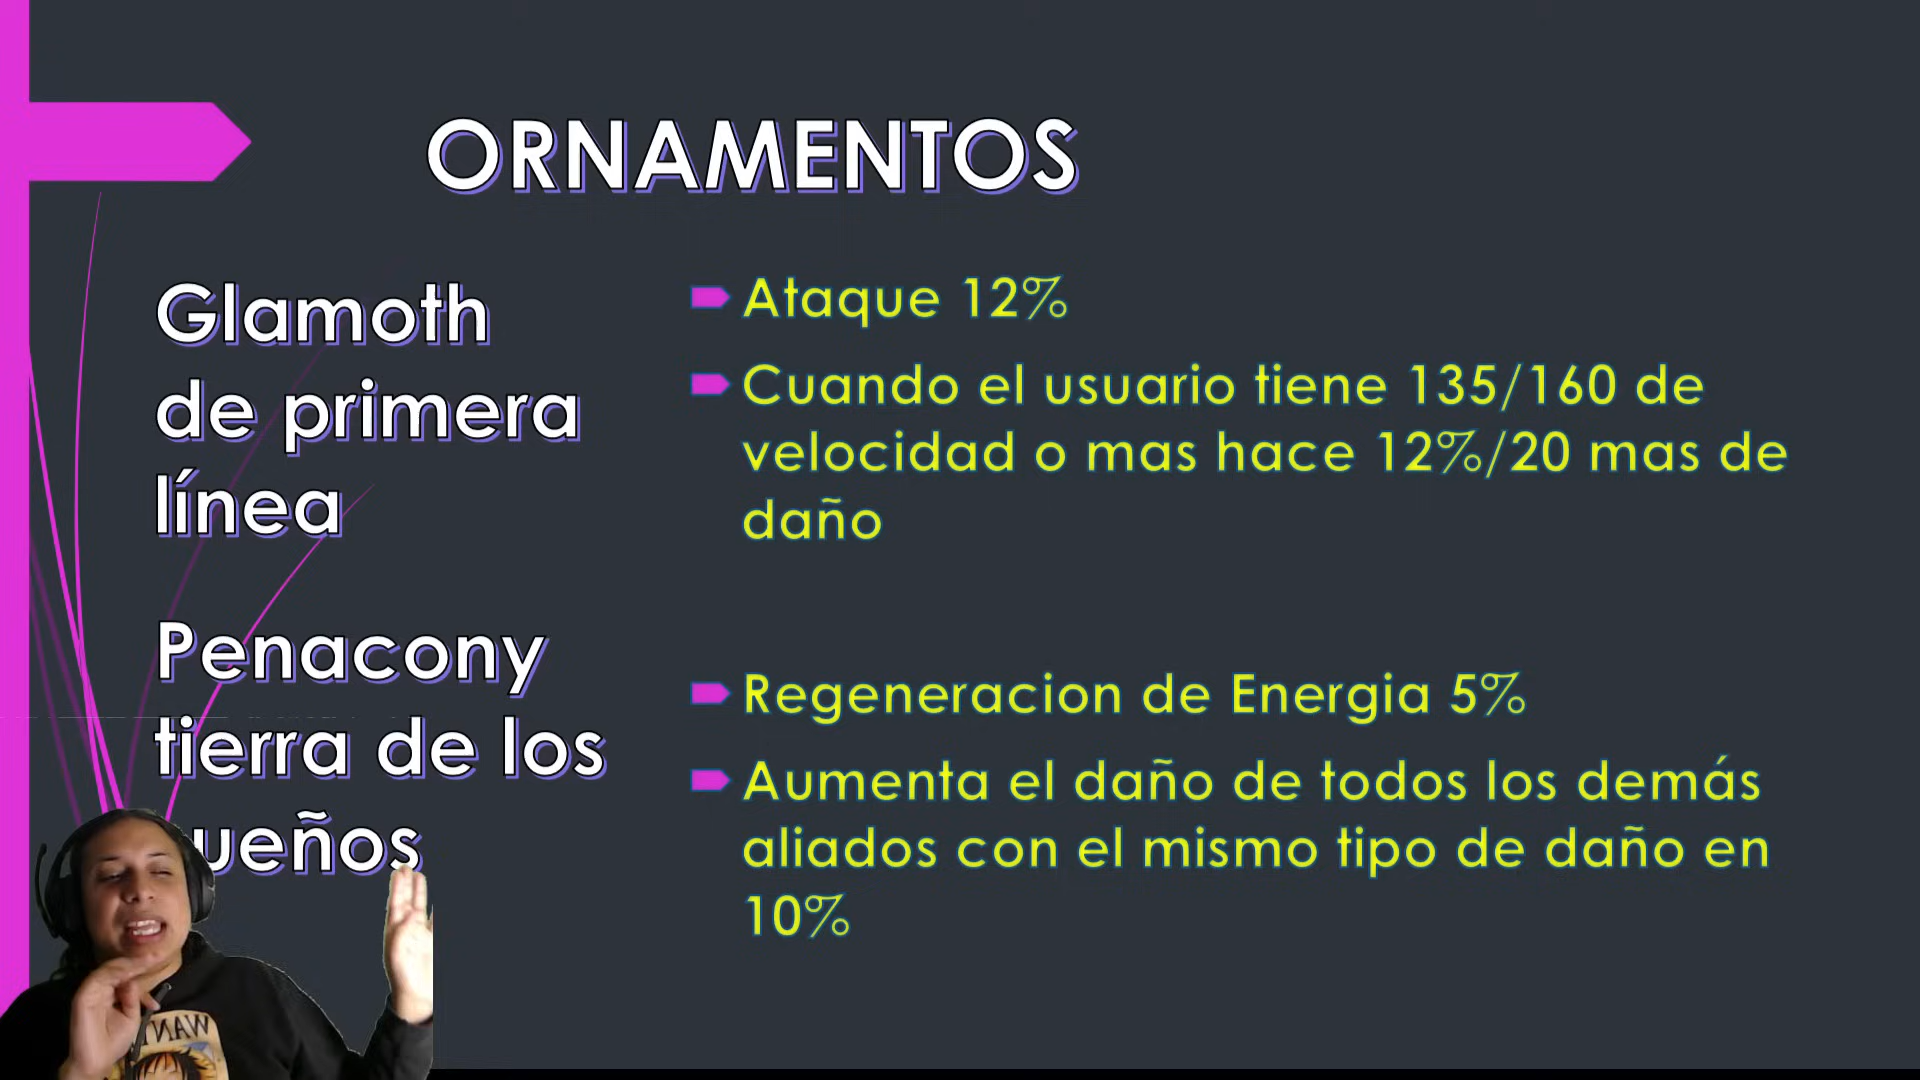 ORNAMENTOS
Glamoth
de primera
línea
Ataque 12%
Cuando el usuario tiene 135/160 de
velocidad o mas hace 12%/20 mas de
daño
Penacony
tierra de los
ueños
Regeneracion de Energia 5%
Aumenta el daño de todos los demás
aliados con el mismo tipo de daño en
10%